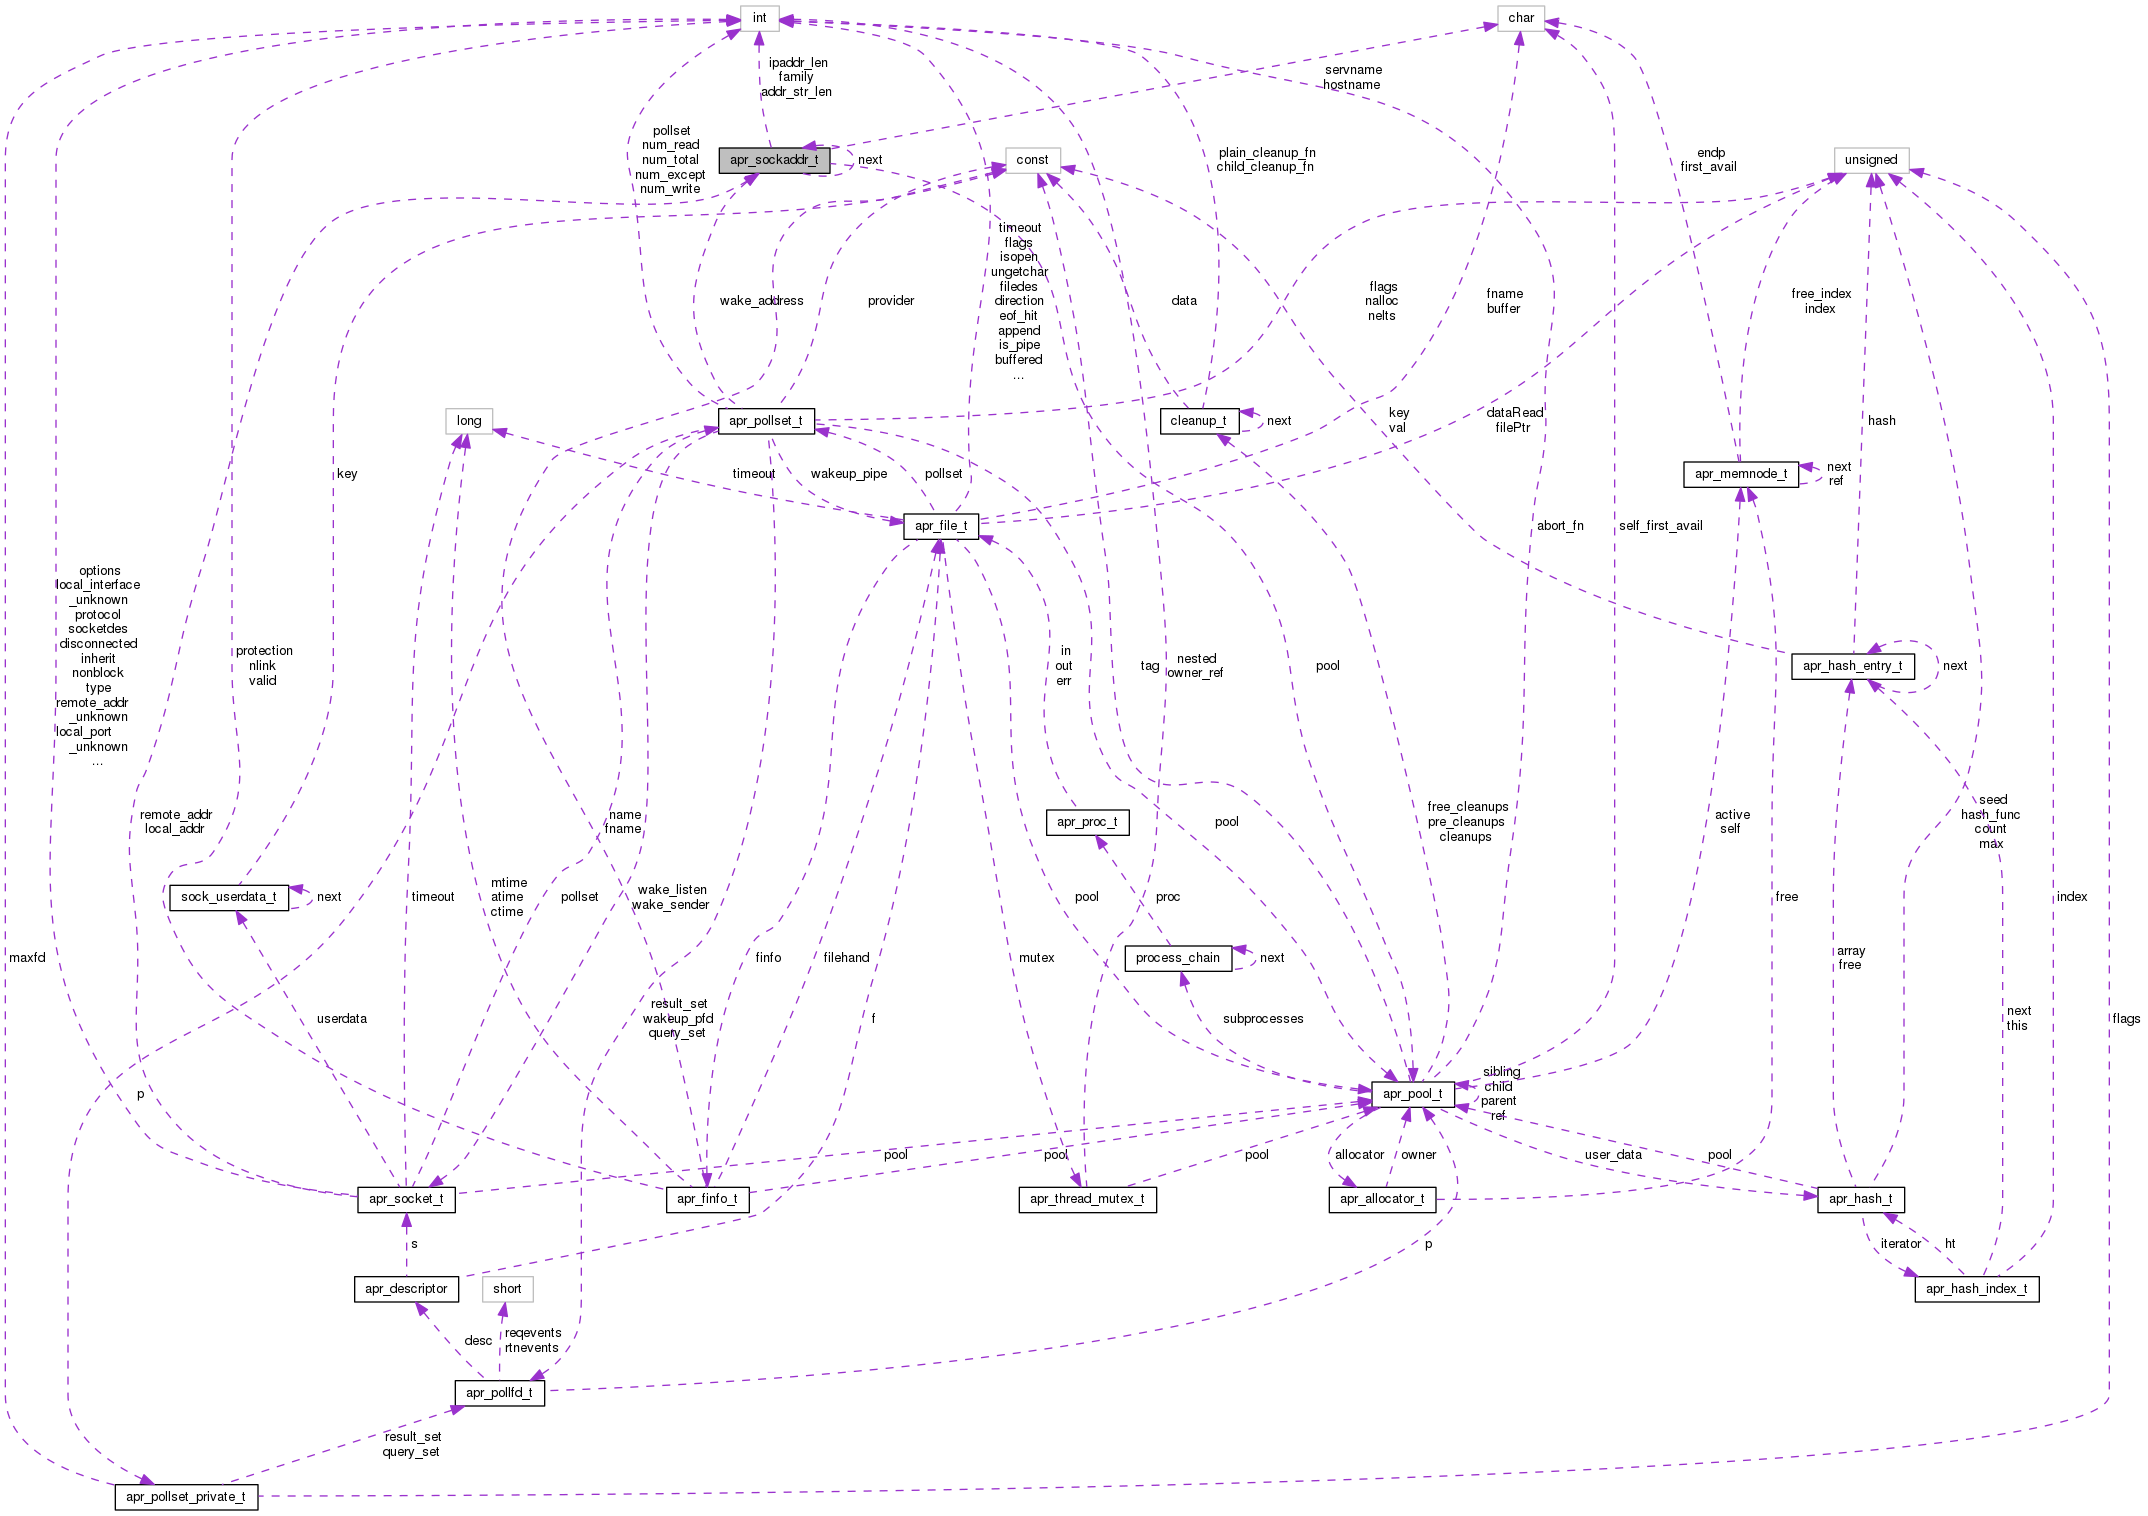 int
char
ipaddr_len
family
addr_str_len
servname
hostname
pollset
num_read
num_total
num_except
num_write
apr_sockaddr_t
next
const
plain_cleanup_fn
child_cleanup_fn
endp
first_avail
unsigned
timeout
flags
isopen
ungetchar
filedes
direction
eof_hit
append
is_pipe
buffered
...
wake_address
provider
data
flags
nalloc
nelts
fname
buffer
free_index
index
long
apr_pollset_t
cleanup_t
next
key
val
dataRead
filePtr
hash
key
timeout
wakeup_pipe
pollset
apr_memnode_t
next
ref
apr_file_t
abort_fn
self_first_avail
options
local_interface
_unknown
protocol
socketdes
disconnected
inherit
nonblock
type
remote_addr
_unknown
local_port
_unknown
...
protection
nlink
valid
in
out
err
tag
nested
owner_ref
pool
apr_hash_entry_t
next
remote_addr
local_addr
name
fname
apr_proc_t
pool
free_cleanups
pre_cleanups
cleanups
active
self
seed
hash_func
count
max
sock_userdata_t
next
timeout
mtime
atime
ctime
pollset
wake_listen
wake_sender
pool
proc
free
index
maxfd
finfo
filehand
mutex
process_chain
next
array
free
userdata
result_set
wakeup_pfd
query_set
f
subprocesses
next
this
flags
p
apr_pool_t
sibling
child
parent
ref
pool
pool
pool
allocator
owner
user_data
pool
apr_socket_t
apr_finfo_t
apr_thread_mutex_t
apr_allocator_t
apr_hash_t
s
p
iterator
ht
apr_descriptor
short
apr_hash_index_t
desc
reqevents
rtnevents
apr_pollfd_t
result_set
query_set
apr_pollset_private_t